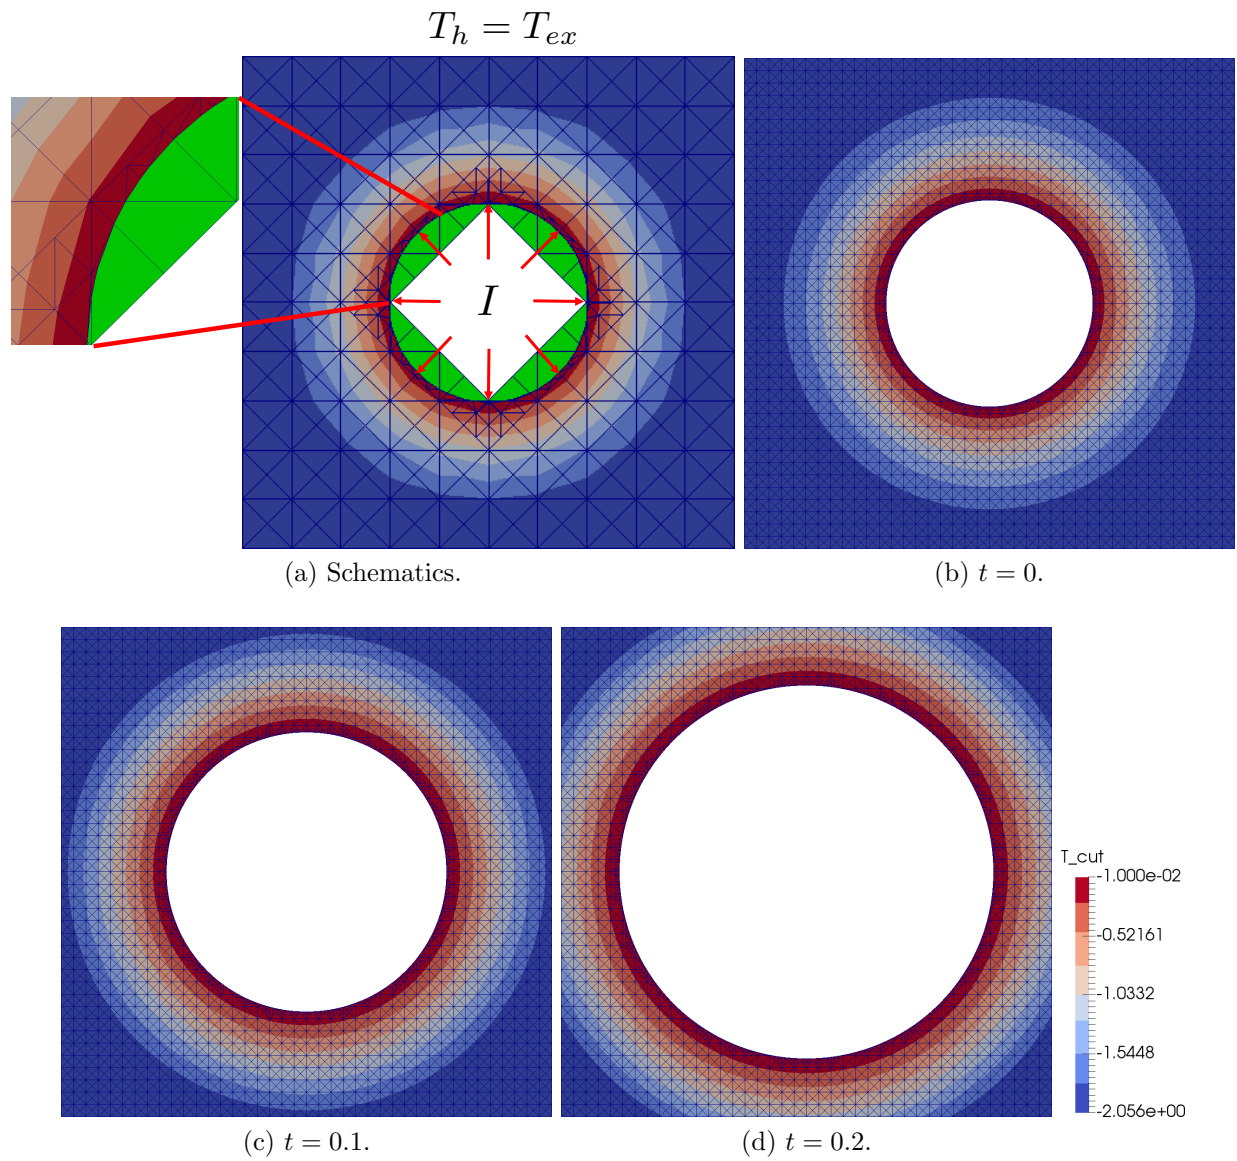 T_h = T_ex
I
(a) Schematics.
(b) t = 0.
T_cut
-1.000e-02
-0.52161
-1.0332
-1.5448
-2.056e+00
(c) t = 0.1.
(d) t = 0.2.